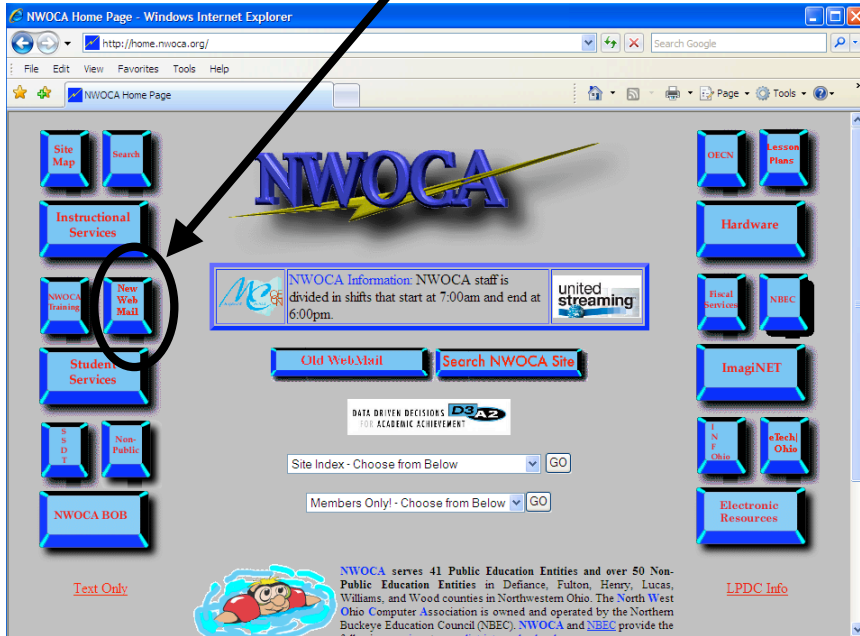 NWOCA Home Page - Windows Internet Explorer
http://home.nwoca.org/
Search Google
File Edit View Favorites Tools Help
NWOCA Home Page
Page Tools
Site
Map
Search
OECN
Lesson
Plans
NWOCA
Instructional
Services
Hardware
NWOCA
Training
New
Web
Mail
NWOCA Information: NWOCA staff is
divided in shifts that start at 7:00am and end at
6:00pm.
united
streaming
Fiscal
Services
NBEC
Old WebMail
Search NWOCA Site
Student
Services
ImagiNET
DATA DRIVEN DECISIONS D3A2
FOR ACADEMIC ACHIEVEMENT
S
S
D
T
Non-
Public
Site Index - Choose from Below
GO
I
N
F
Ohio
eTech
Ohio
Members Only! - Choose from Below
GO
NWOCA BOB
Electronic
Resources
Text Only
LPDC Info
NWOCA serves 41 Public Education Entities and over 50 Non-
Public Education Entities in Defiance, Fulton, Henry, Lucas,
Williams, and Wood counties in Northwestern Ohio. The North West
Ohio Computer Association is owned and operated by the Northern
Buckeye Education Council (NBEC). NWOCA and NBEC provide the